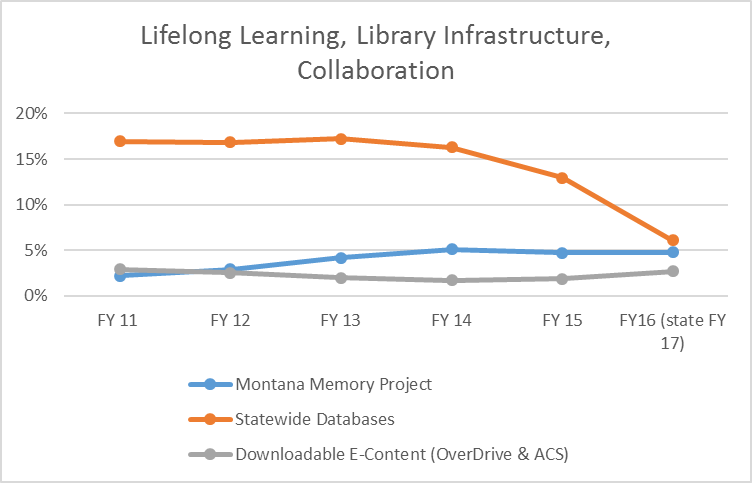 Lifelong Learning, Library Infrastructure,
Collaboration
20%
15%
10%
5%
0%
FY 11
FY 12
FY 13
FY 14
FY 15
FY16 (state FY
17)
Montana Memory Project
Statewide Databases
Downloadable E-Content (OverDrive & ACS)